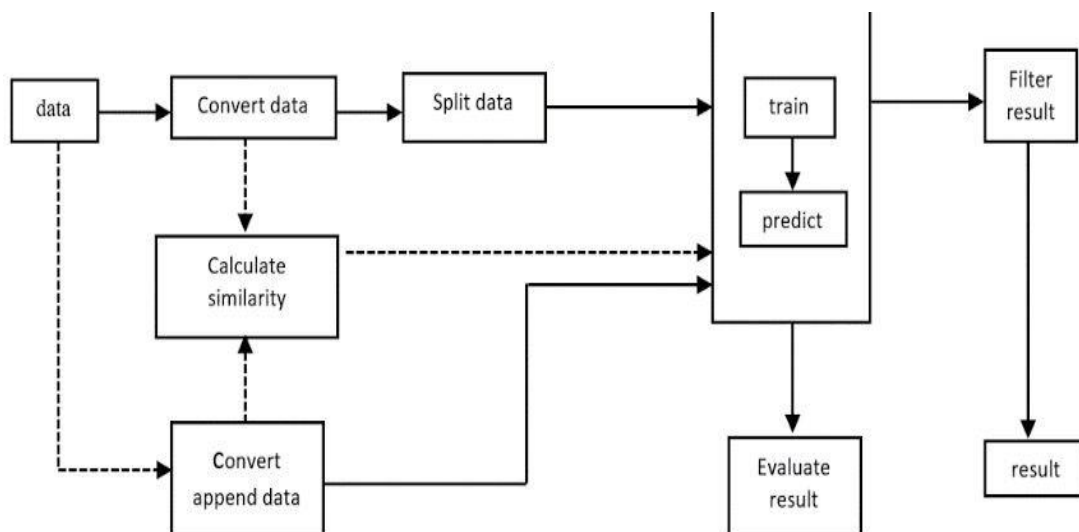 data
Convert data
Split data
train
predict
Filter
result
Calculate
similarity
Convert
append data
Evaluate
result
result